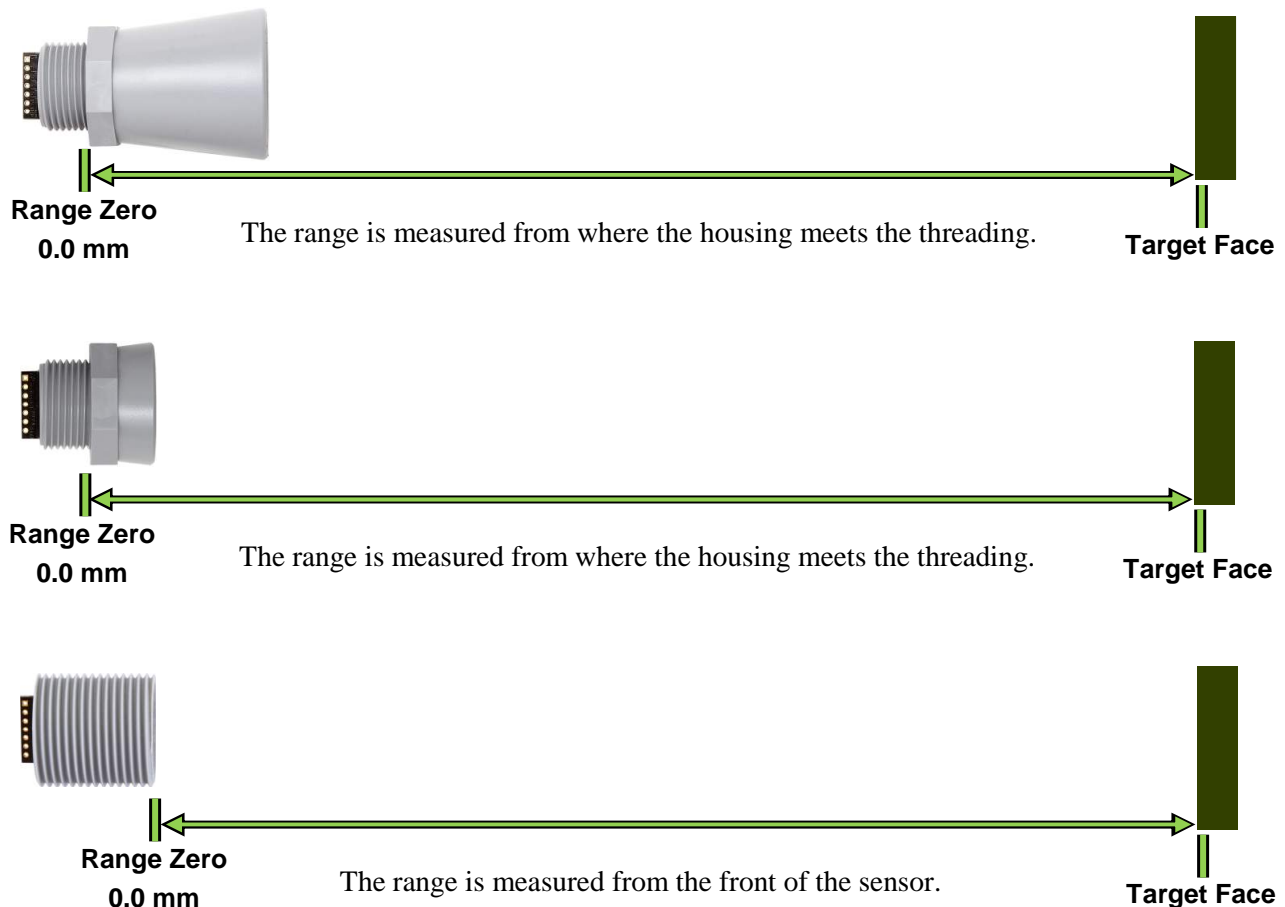 Range Zero
0.0 mm
The range is measured from where the housing meets the threading.
Target Face
Range Zero
0.0 mm
The range is measured from where the housing meets the threading.
Target Face
Range Zero
0.0 mm
The range is measured from the front of the sensor.
Target Face